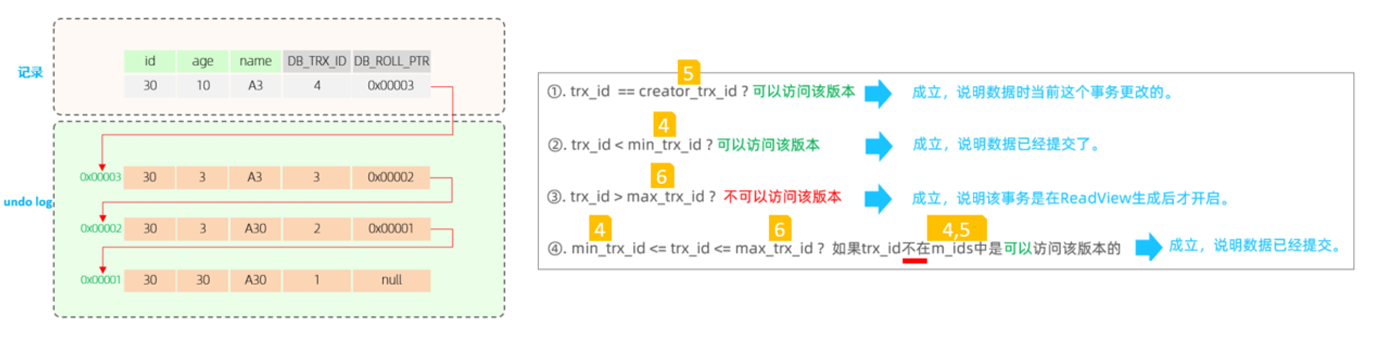 记录
id age name DB_TRX_ID DB_ROLL_PTR
30 10 A3 4 0x00003
undo log
0x00003 30 3 A3 3 0x00002
0x00002 30 3 A30 2 0x00001
0x00001 30 30 A30 1 null
5
①. trx_id == creator_trx_id ? 可以访问该版本 成立，说明数据时当前这个事务更改的。
4
②. trx_id < min_trx_id ? 可以访问该版本 成立，说明数据已经提交了。
6
③. trx_id > max_trx_id ? 不可以访问该版本 成立，说明该事务是在ReadView生成后才开启。
4 6 4,5
④. min_trx_id <= trx_id <= max_trx_id ? 如果trx_id不在m_ids中是可以访问该版本的 成立，说明数据已经提交。